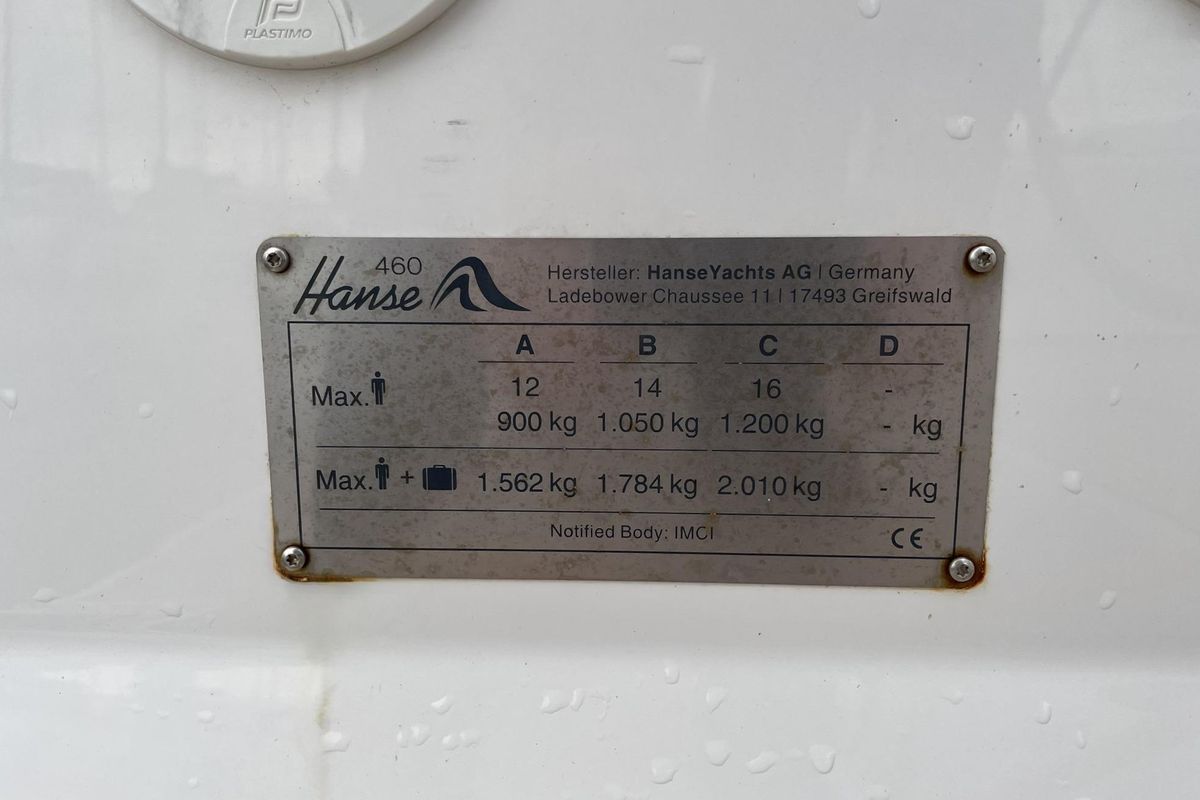 PLASTIMO
460
Hanse
Hersteller: HanseYachts AG | Germany
Ladebower Chaussee 11 | 17493 Greifswald
A B C D
Max. 12 14 16 -
900 kg 1.050 kg 1.200 kg - kg
Max. + 1.562 kg 1.784 kg 2.010 kg - kg
Notified Body: IMCI CE